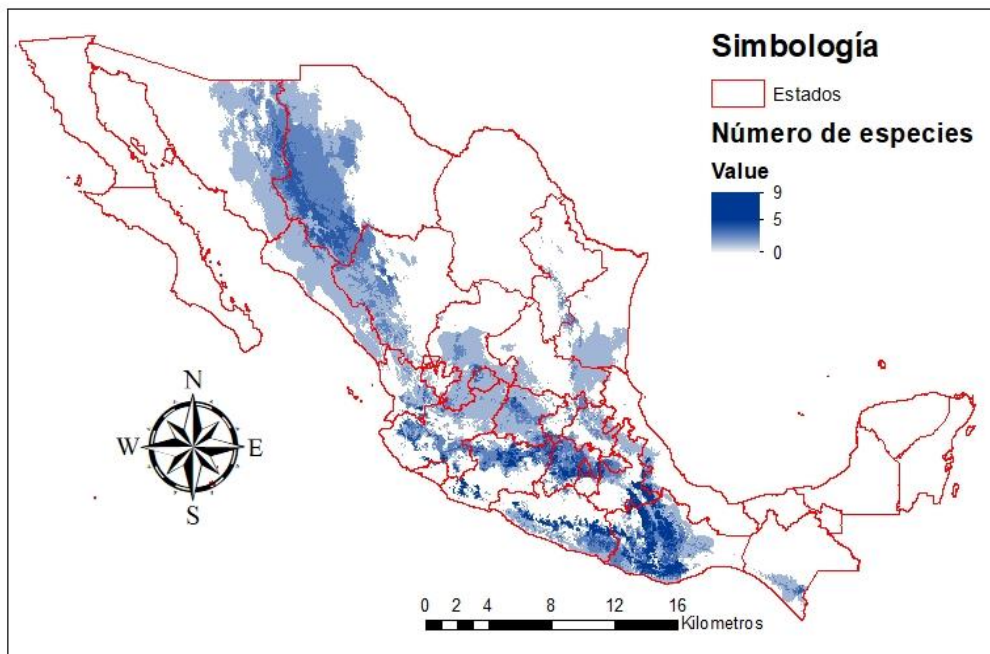 Simbología
Estados
Número de especies
Value
9
5
0
N
W E
S
0 2 4 8 12 16
Kilometros